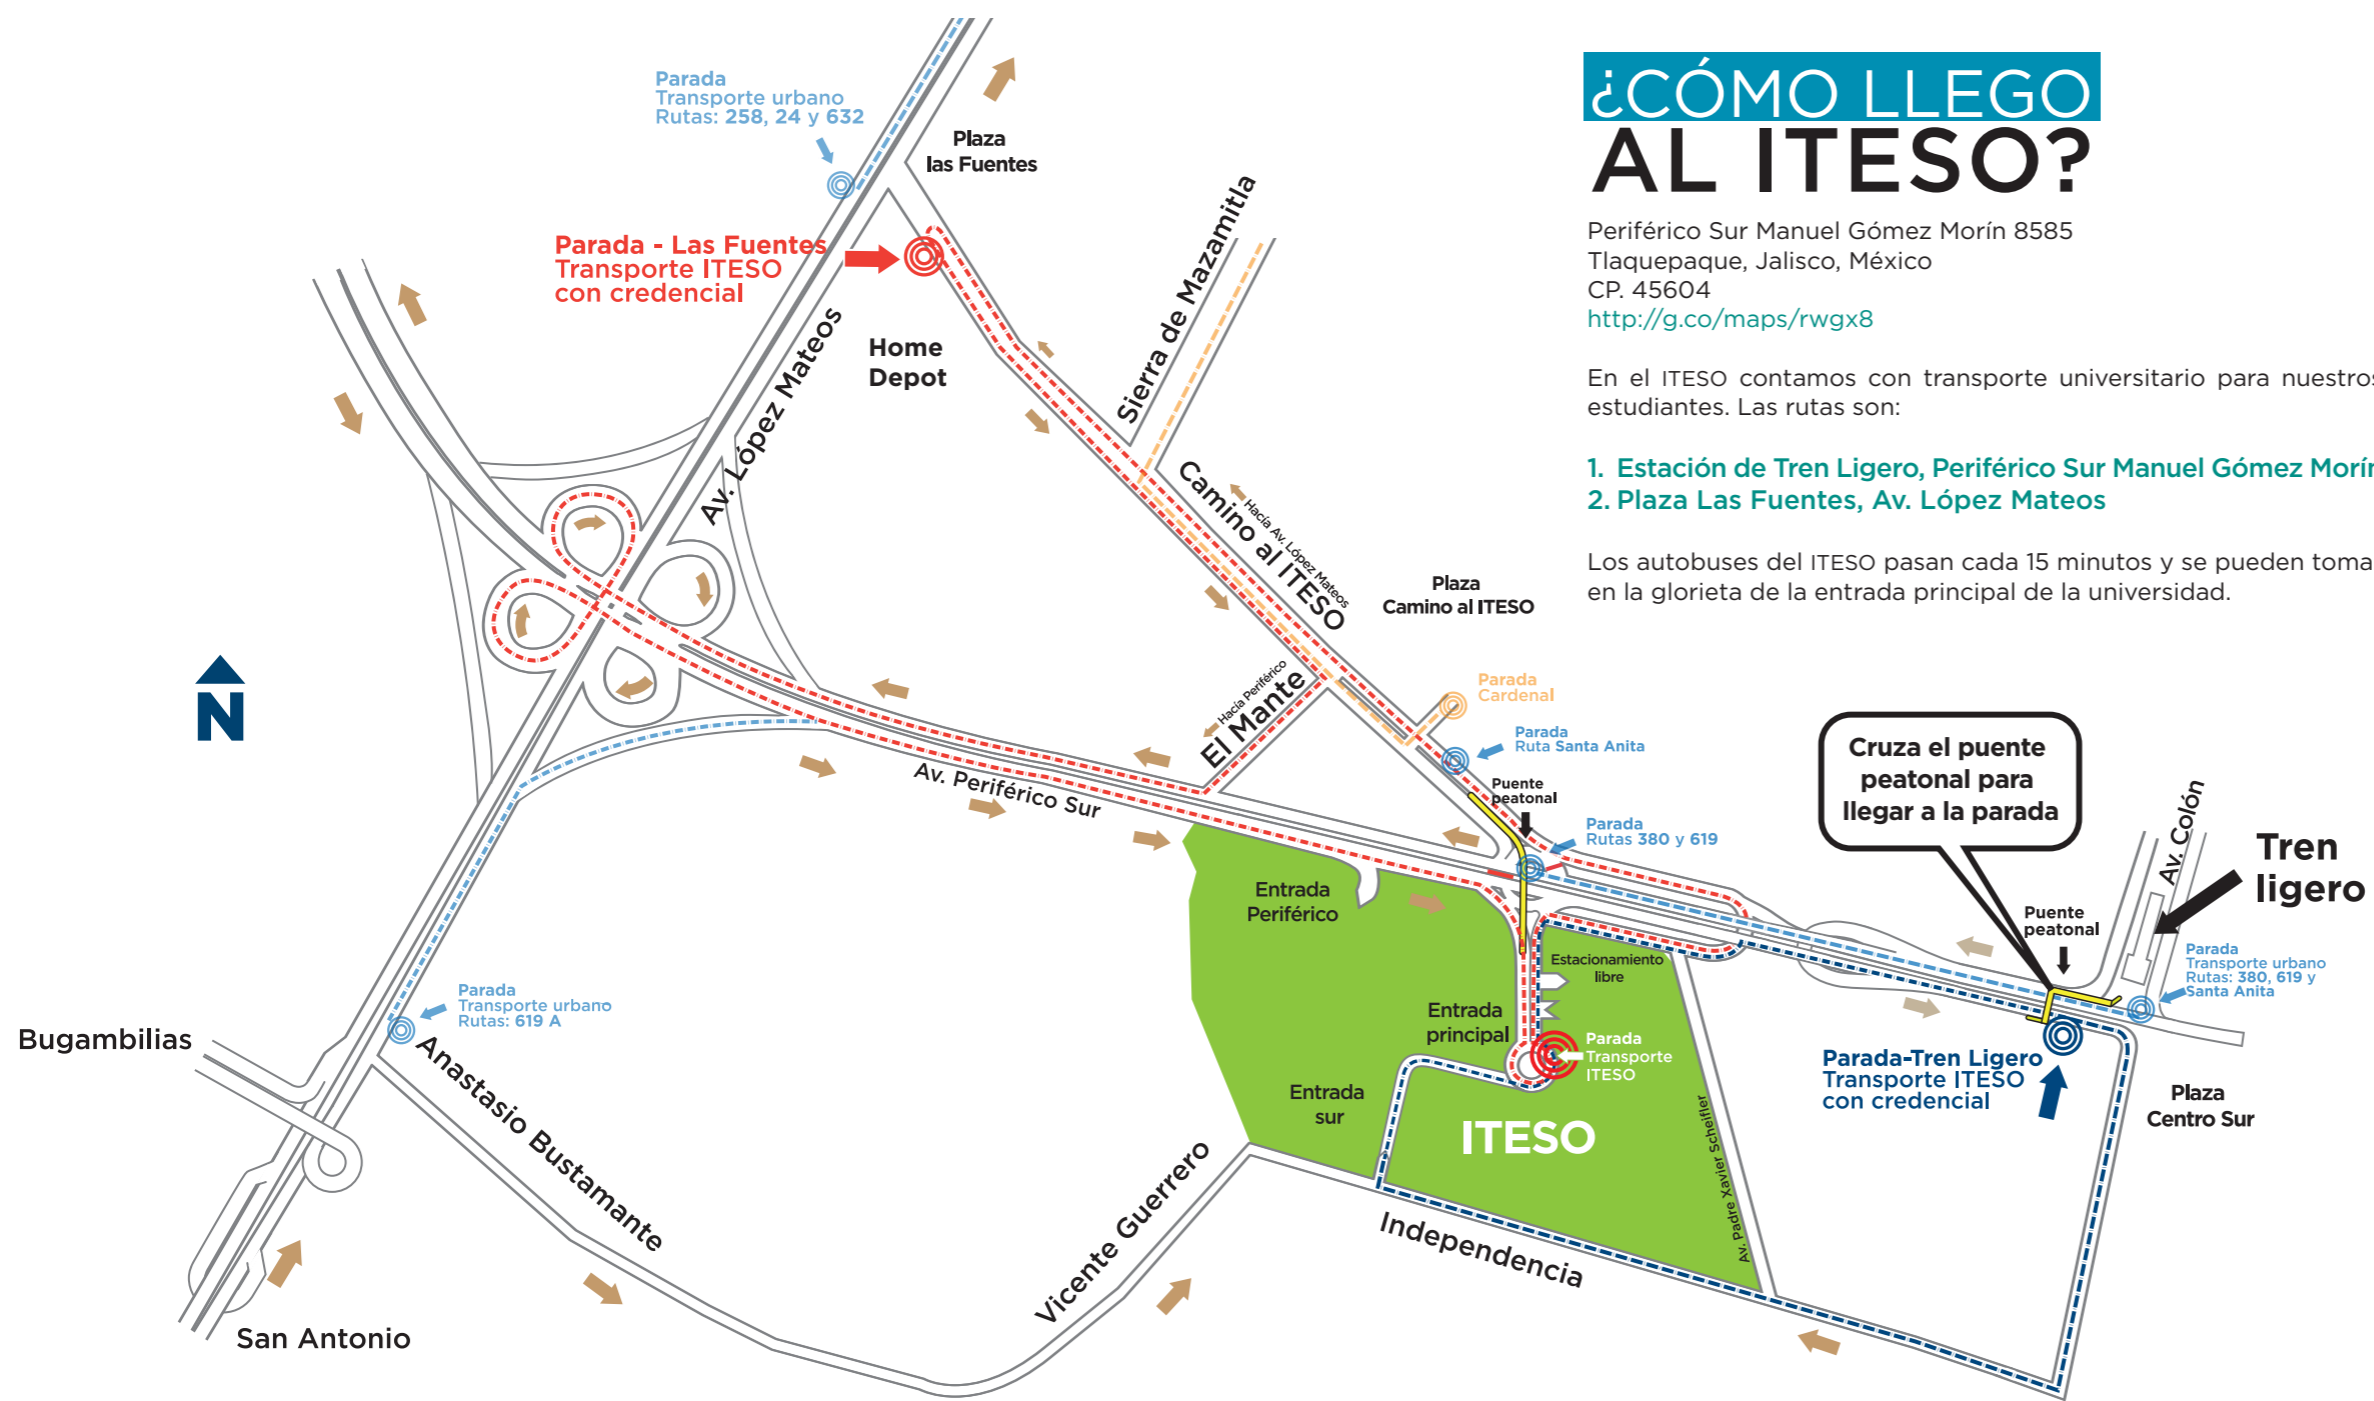 ¿CÓMO LLEGO
AL ITESO?
Periférico Sur Manuel Gómez Morín 8585
Tlaquepaque, Jalisco, México
CP. 45604
http://g.co/maps/rwgx8
En el ITESO contamos con transporte universitario para nuestros
estudiantes. Las rutas son:
1. Estación de Tren Ligero, Periférico Sur Manuel Gómez Morín
2. Plaza Las Fuentes, Av. López Mateos
Los autobuses del ITESO pasan cada 15 minutos y se pueden toma
en la glorieta de la entrada principal de la universidad.
Parada
Transporte urbano
Rutas: 258, 24 y 632
Plaza
las Fuentes
Parada - Las Fuentes
Transporte ITESO
con credencial
Home
Depot
Av. López Mateos
Sierra de Mazamitla
Camino al ITESO
Hacía Av. López Mateos
Plaza
Camino al ITESO
Hacía Periférico
El Mante
Parada
Cardenal
Parada
Ruta Santa Anita
Puente
peatonal
Parada
Rutas 380 y 619
Av. Periférico Sur
N
Cruza el puente
peatonal para
llegar a la parada
Av. Colón
Tren
ligero
Puente
peatonal
Parada
Transporte urbano
Rutas: 380, 619 y
Santa Anita
Entrada
Periférico
Estacionamiento
libre
Entrada
principal
Parada
Transporte
ITESO
Entrada
sur
ITESO
Av. Padre Xavier Scheifler
Parada-Tren Ligero
Transporte ITESO
con credencial
Plaza
Centro Sur
Parada
Transporte urbano
Rutas: 619 A
Bugambilias
Anastasio Bustamante
Vicente Guerrero
Independencia
San Antonio